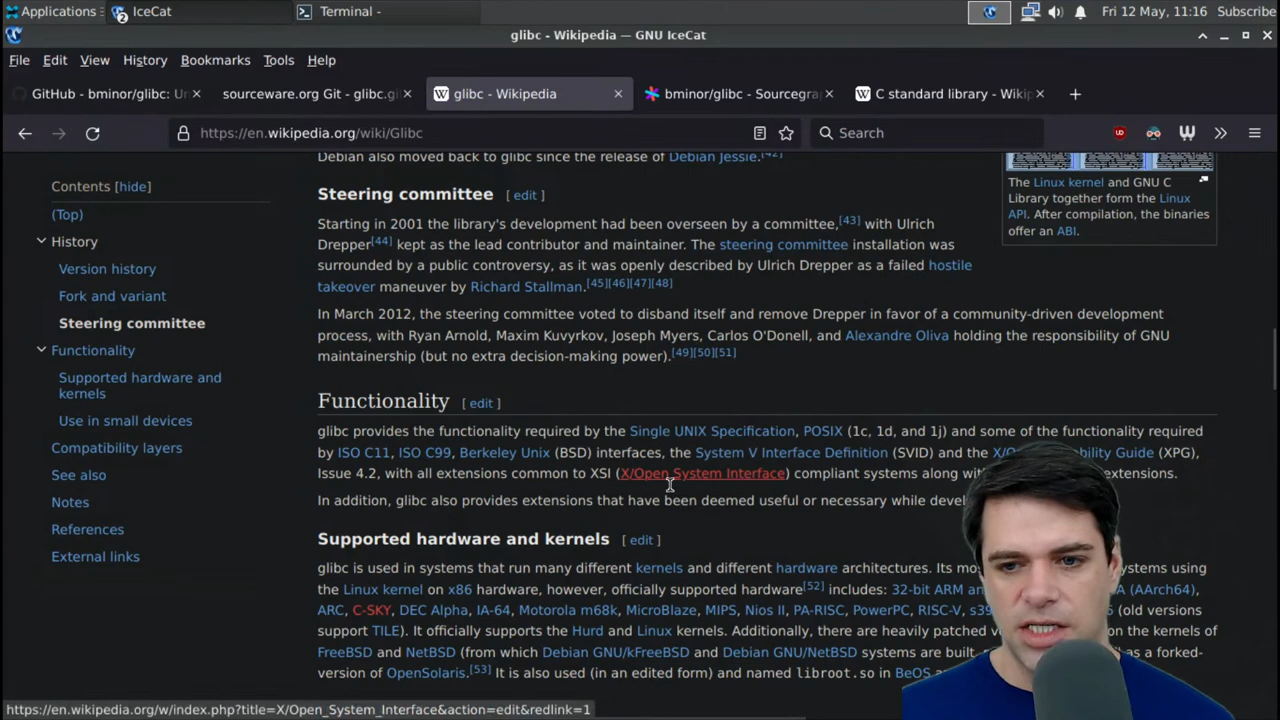 Applications
2 IceCat
Terminal -
Fri 12 May, 11:16 Subscribe
glibc - Wikipedia — GNU IceCat
File Edit View History Bookmarks Tools Help
GitHub - bminor/glibc: Un
sourceware.org Git - glibc.gi
glibc - Wikipedia
bminor/glibc - Sourcegra
C standard library - Wikip
https://en.wikipedia.org/wiki/Glibc
Search
Contents [hide]
(Top)
History
Version history
Fork and variant
Steering committee
Functionality
Supported hardware and
kernels
Use in small devices
Compatibility layers
See also
Notes
References
External links
Debian also moved back to glibc since the release of Debian Jessie.[42]
Steering committee [ edit ]
Starting in 2001 the library's development had been overseen by a committee,[43] with Ulrich
Drepper[44] kept as the lead contributor and maintainer. The steering committee installation was
surrounded by a public controversy, as it was openly described by Ulrich Drepper as a failed hostile
takeover maneuver by Richard Stallman.[45][46][47][48]
In March 2012, the steering committee voted to disband itself and remove Drepper in favor of a community-driven development
process, with Ryan Arnold, Maxim Kuvyrkov, Joseph Myers, Carlos O'Donell, and Alexandre Oliva holding the responsibility of GNU
maintainership (but no extra decision-making power).[49][50][51]
The Linux kernel and GNU C
Library together form the Linux
API. After compilation, the binaries
offer an ABI.
Functionality [ edit ]
glibc provides the functionality required by the Single UNIX Specification, POSIX (1c, 1d, and 1j) and some of the functionality required
by ISO C11, ISO C99, Berkeley Unix (BSD) interfaces, the System V Interface Definition (SVID) and the X/ Guide (XPG),
Issue 4.2, with all extensions common to XSI (X/Open System Interface) compliant systems along extensions.
In addition, glibc also provides extensions that have been deemed useful or necessary while
Supported hardware and kernels [ edit ]
glibc is used in systems that run many different kernels and different hardware architectures. Its systems using
the Linux kernel on x86 hardware, however, officially supported hardware[52] includes: 32-bit ARM (AArch64),
ARC, C-SKY, DEC Alpha, IA-64, Motorola m68k, MicroBlaze, MIPS, Nios II, PA-RISC, PowerPC, RISC-V, (old versions
support TILE). It officially supports the Hurd and Linux kernels. Additionally, there are heavily patched on the kernels of
FreeBSD and NetBSD (from which Debian GNU/kFreeBSD and Debian GNU/NetBSD systems are built, as a forked-
version of OpenSolaris.[53] It is also used (in an edited form) and named libroot.so in BeOS
https://en.wikipedia.org/w/index.php?title=X/Open_System_Interface&action=edit&redlink=1